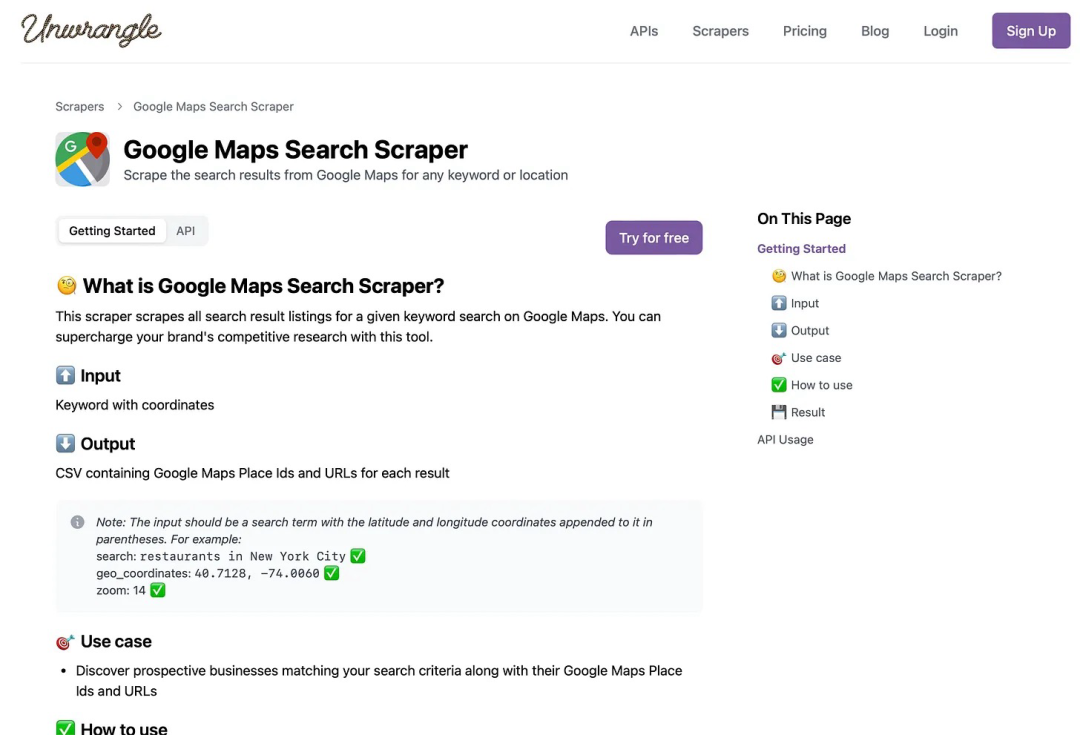 Unwrangle
APIs
Scrapers
Pricing
Blog
Login
Sign Up
Scrapers > Google Maps Search Scraper
G
Google Maps Search Scraper
Scrape the search results from Google Maps for any keyword or location
Getting Started
API
Try for free
What is Google Maps Search Scraper?
This scraper scrapes all search result listings for a given keyword search on Google Maps. You can
supercharge your brand's competitive research with this tool.
Input
Keyword with coordinates
Output
CSV containing Google Maps Place Ids and URLs for each result
Note: The input should be a search term with the latitude and longitude coordinates appended to it in
parentheses. For example:
search: restaurants in New York City ✅
geo_coordinates: 40.7128, -74.0060 ✅
zoom: 14 ✅
Use case
• Discover prospective businesses matching your search criteria along with their Google Maps Place
Ids and URLs
How to use
On This Page
Getting Started
What is Google Maps Search Scraper?
Input
Output
Use case
How to use
Result
API Usage